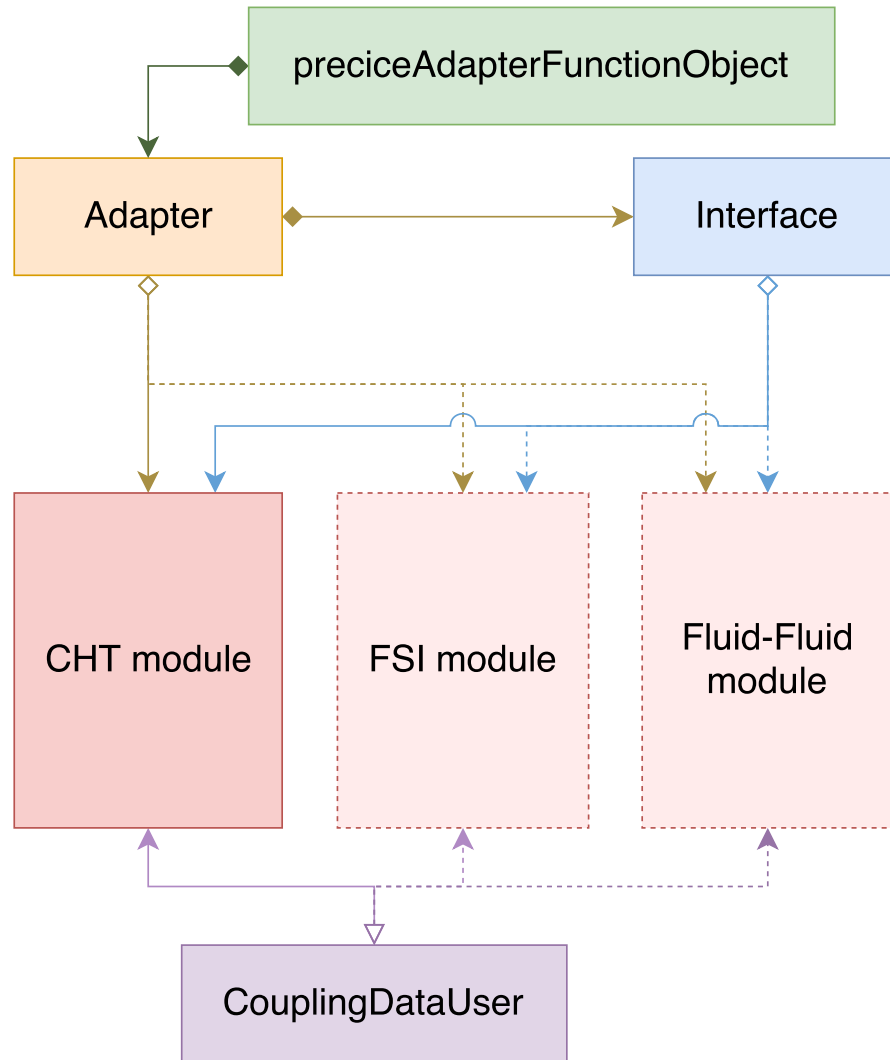 preciceAdapterFunctionObject
Adapter
Interface
CHT module
FSI module
Fluid-Fluid
module
CouplingDataUser